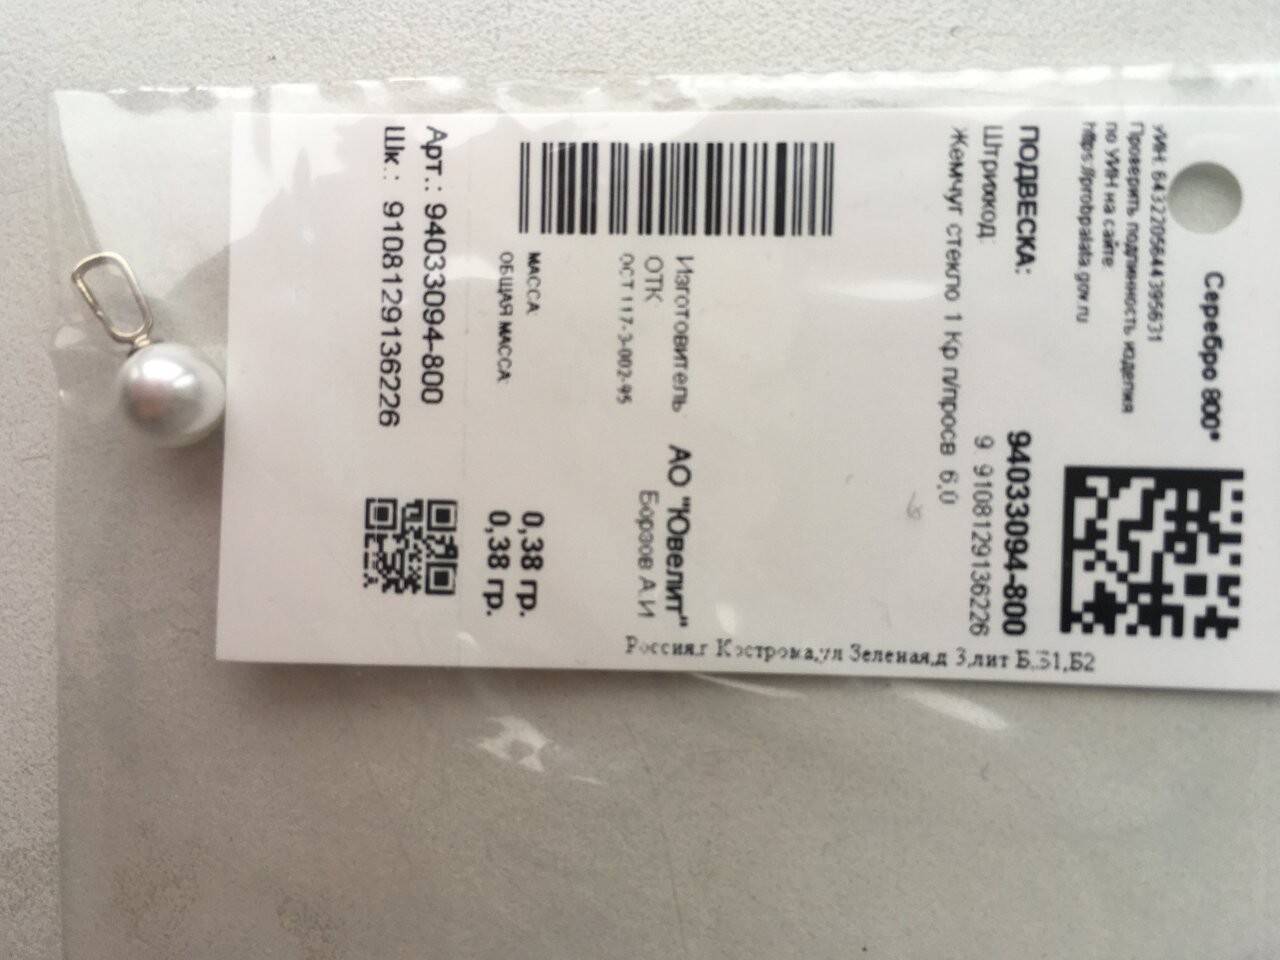 Серебро 800*
УИН: 6432205644395631
Проверить подлинность изделия
по УИН на сайте:
https://probpalata.gov.ru
ПОДВЕСКА: 94033094-800
Штрихкод: 9 910812 9136226
Жемчуг стекло 1 Кр п/просв 6,0
Россия,г Кострома,ул Зеленая,д 3,лит Б,Б1,Б2
Изготовитель АО "Ювелит"
ОТК Борзов А.И
ОСТ 117-3-002-95
МАССА: 0,38 гр.
ОБЩАЯ МАССА: 0,38 гр.
Арт.: 94033094-800
Шк.: 9108129136226